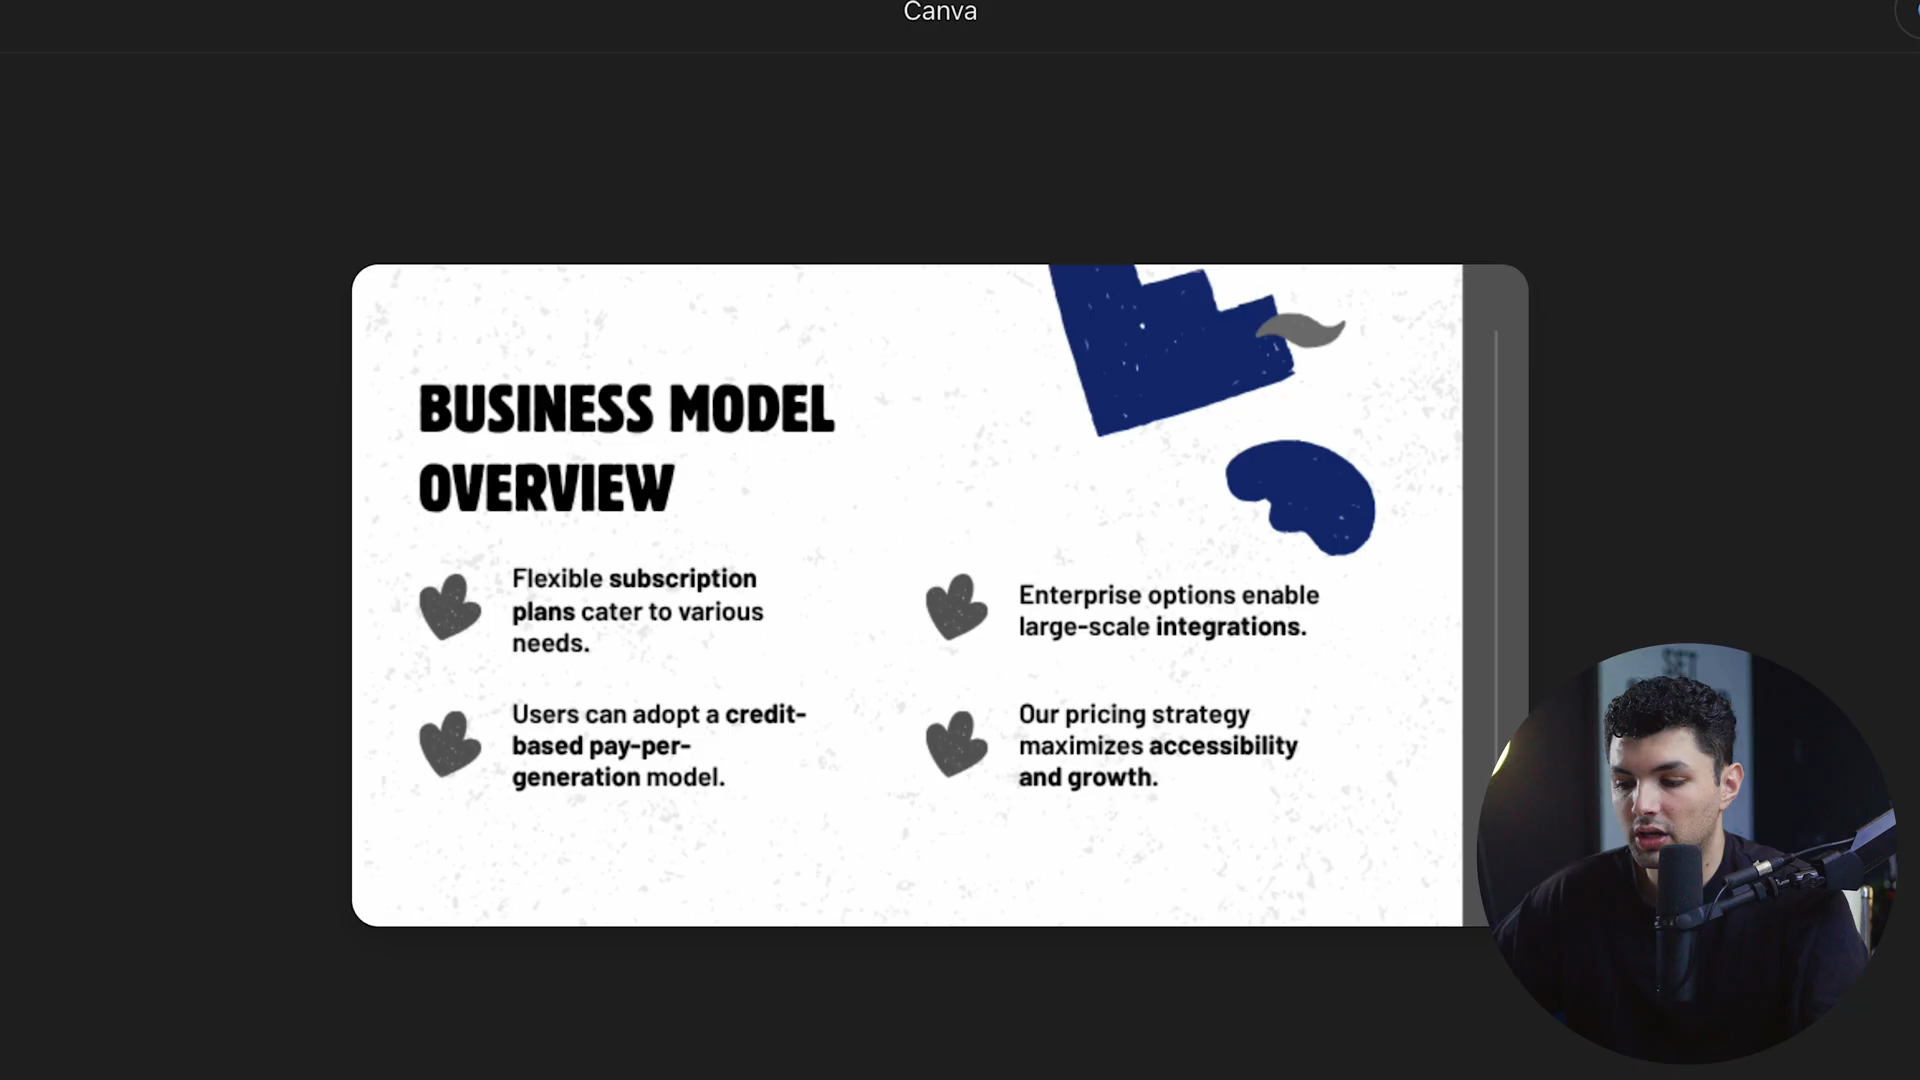 Canva
BUSINESS MODEL
OVERVIEW
Flexible subscription
plans cater to various
needs.
Enterprise options enable
large-scale integrations.
Users can adopt a credit-
based pay-per-
generation model.
Our pricing strategy
maximizes accessibility
and growth.
SET